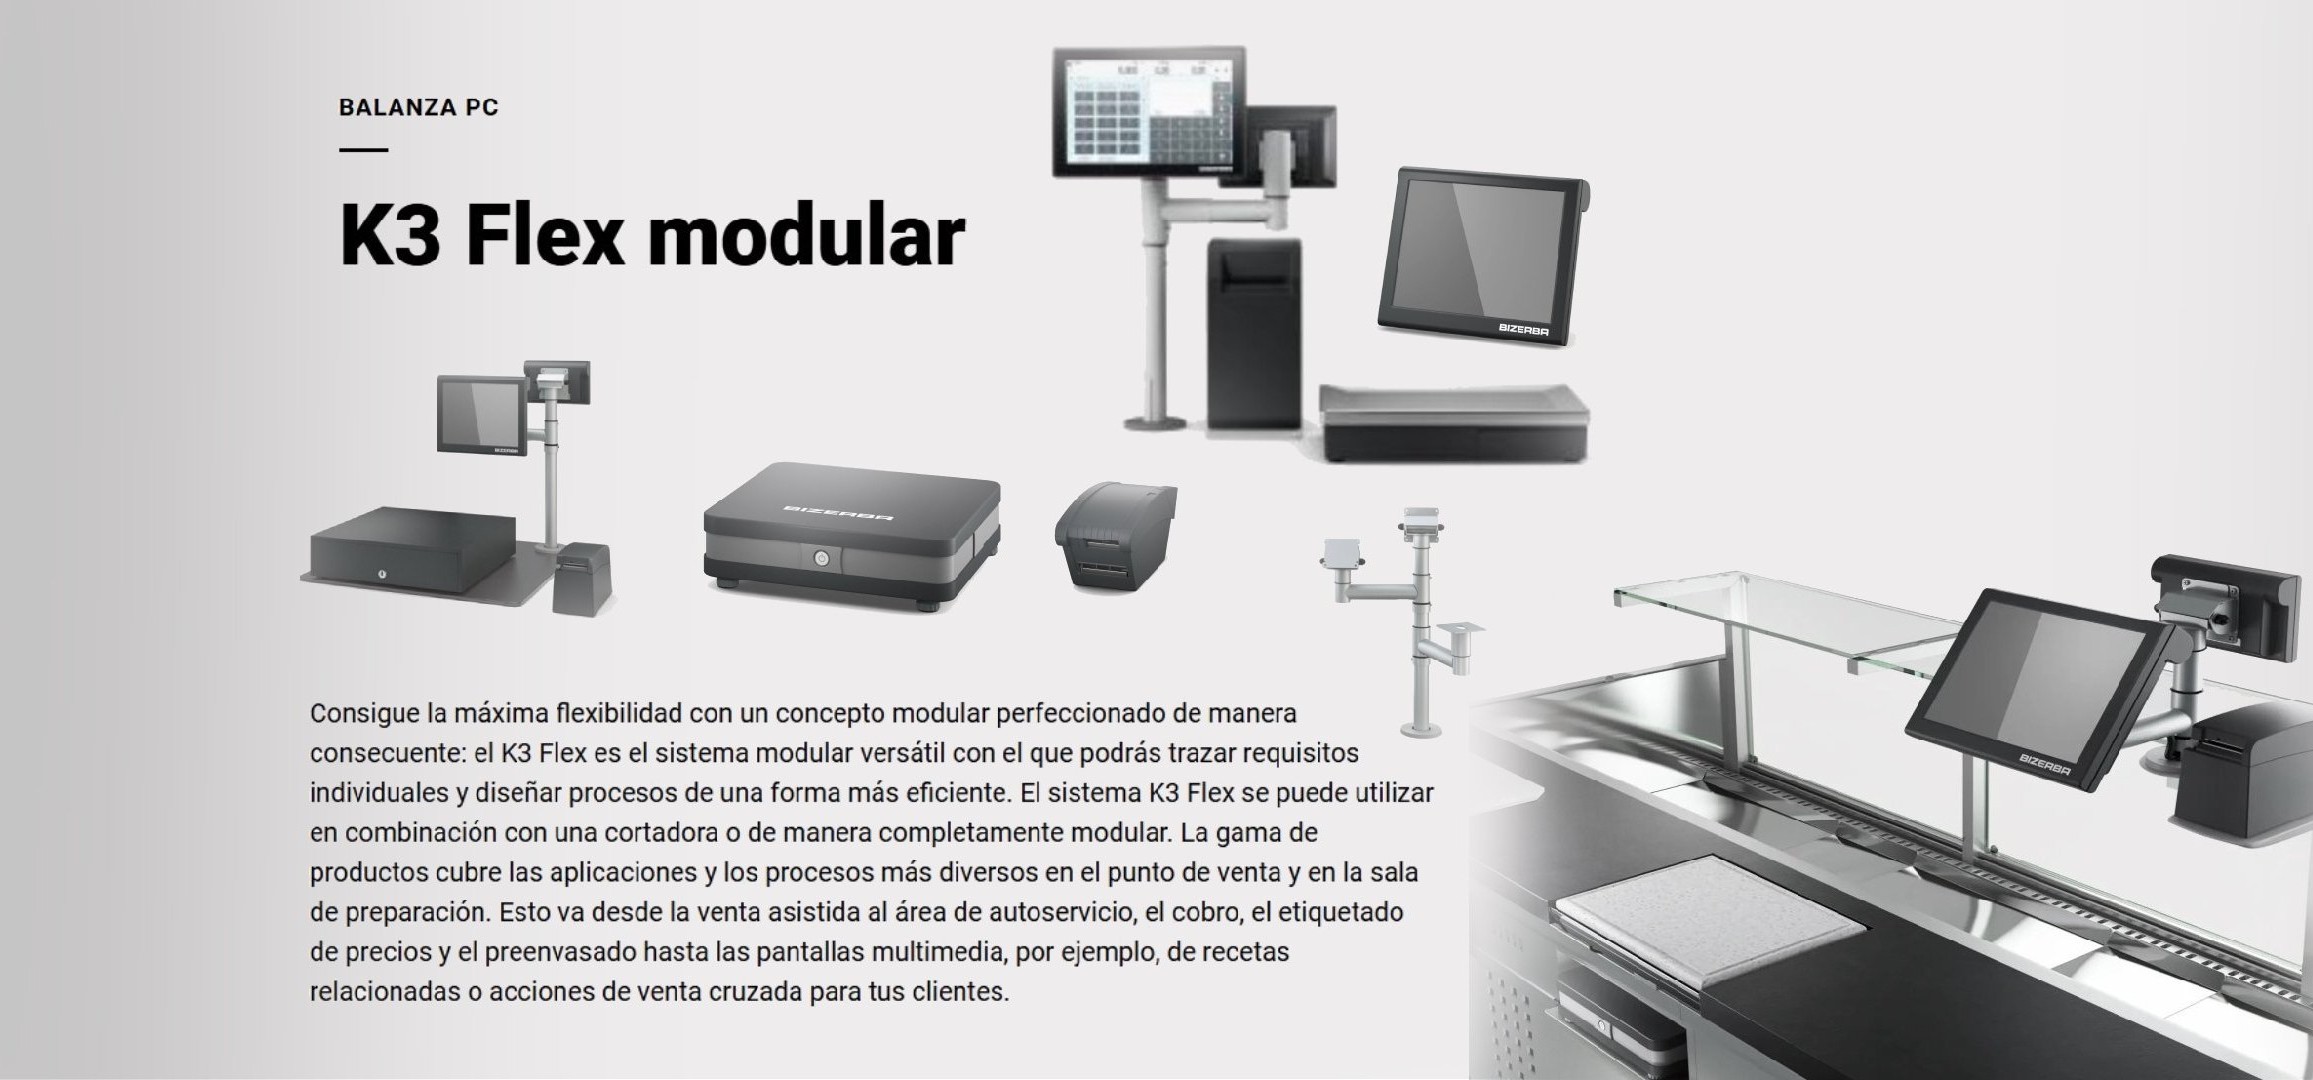 BALANZA PC
K3 Flex modular
BIZERBA
BIZERBA
BIZERBA
BIZERBA
Consigue la máxima flexibilidad con un concepto modular perfeccionado de manera
consecuente: el K3 Flex es el sistema modular versátil con el que podrás trazar requisitos
individuales y diseñar procesos de una forma más eficiente. El sistema K3 Flex se puede utilizar
en combinación con una cortadora o de manera completamente modular. La gama de
productos cubre las aplicaciones y los procesos más diversos en el punto de venta y en la sala
de preparación. Esto va desde la venta asistida al área de autoservicio, el cobro, el etiquetado
de precios y el preenvasado hasta las pantallas multimedia, por ejemplo, de recetas
relacionadas o acciones de venta cruzada para tus clientes.